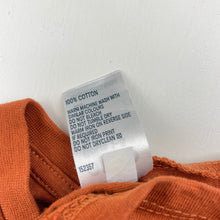 100% COTTON
WARM MACHINE WASH WITH
SIMILAR COLOURS
DO NOT BLEACH
DO NOT TUMBLE DRY
WARM IRON ON REVERSE SIDE
IF REQUIRED
DO NOT IRON PRINT
DO NOT DRYCLEAN
152357